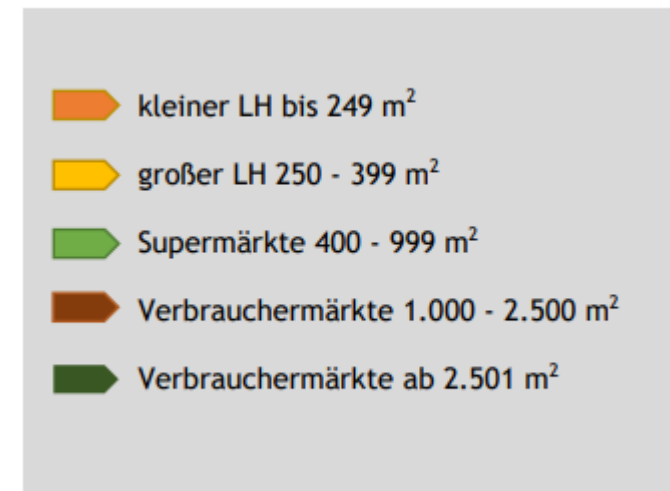 kleiner LH bis 249 m²
großer LH 250 - 399 m²
Supermärkte 400 - 999 m²
Verbrauchermärkte 1.000 - 2.500 m²
Verbrauchermärkte ab 2.501 m²